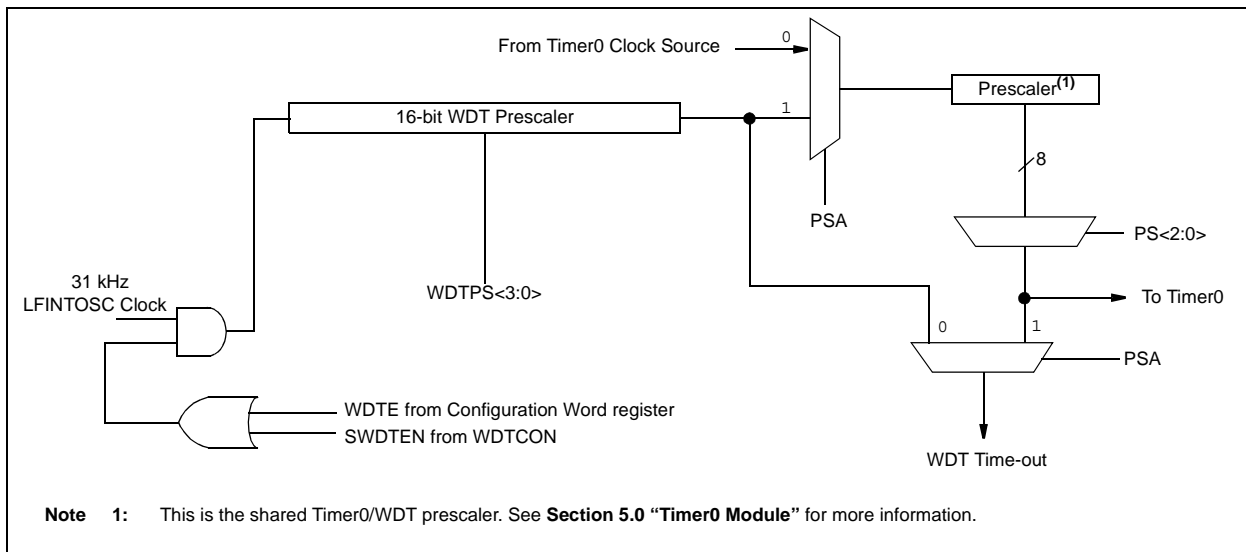 From Timer0 Clock Source
0
1
Prescaler(1)
16-bit WDT Prescaler
8
PSA
PS<2:0>
31 kHz
LFINTOSC Clock
WDTPS<3:0>
To Timer0
0
1
PSA
WDTE from Configuration Word register
SWDTEN from WDTCON
WDT Time-out
Note 1: This is the shared Timer0/WDT prescaler. See Section 5.0 “Timer0 Module” for more information.